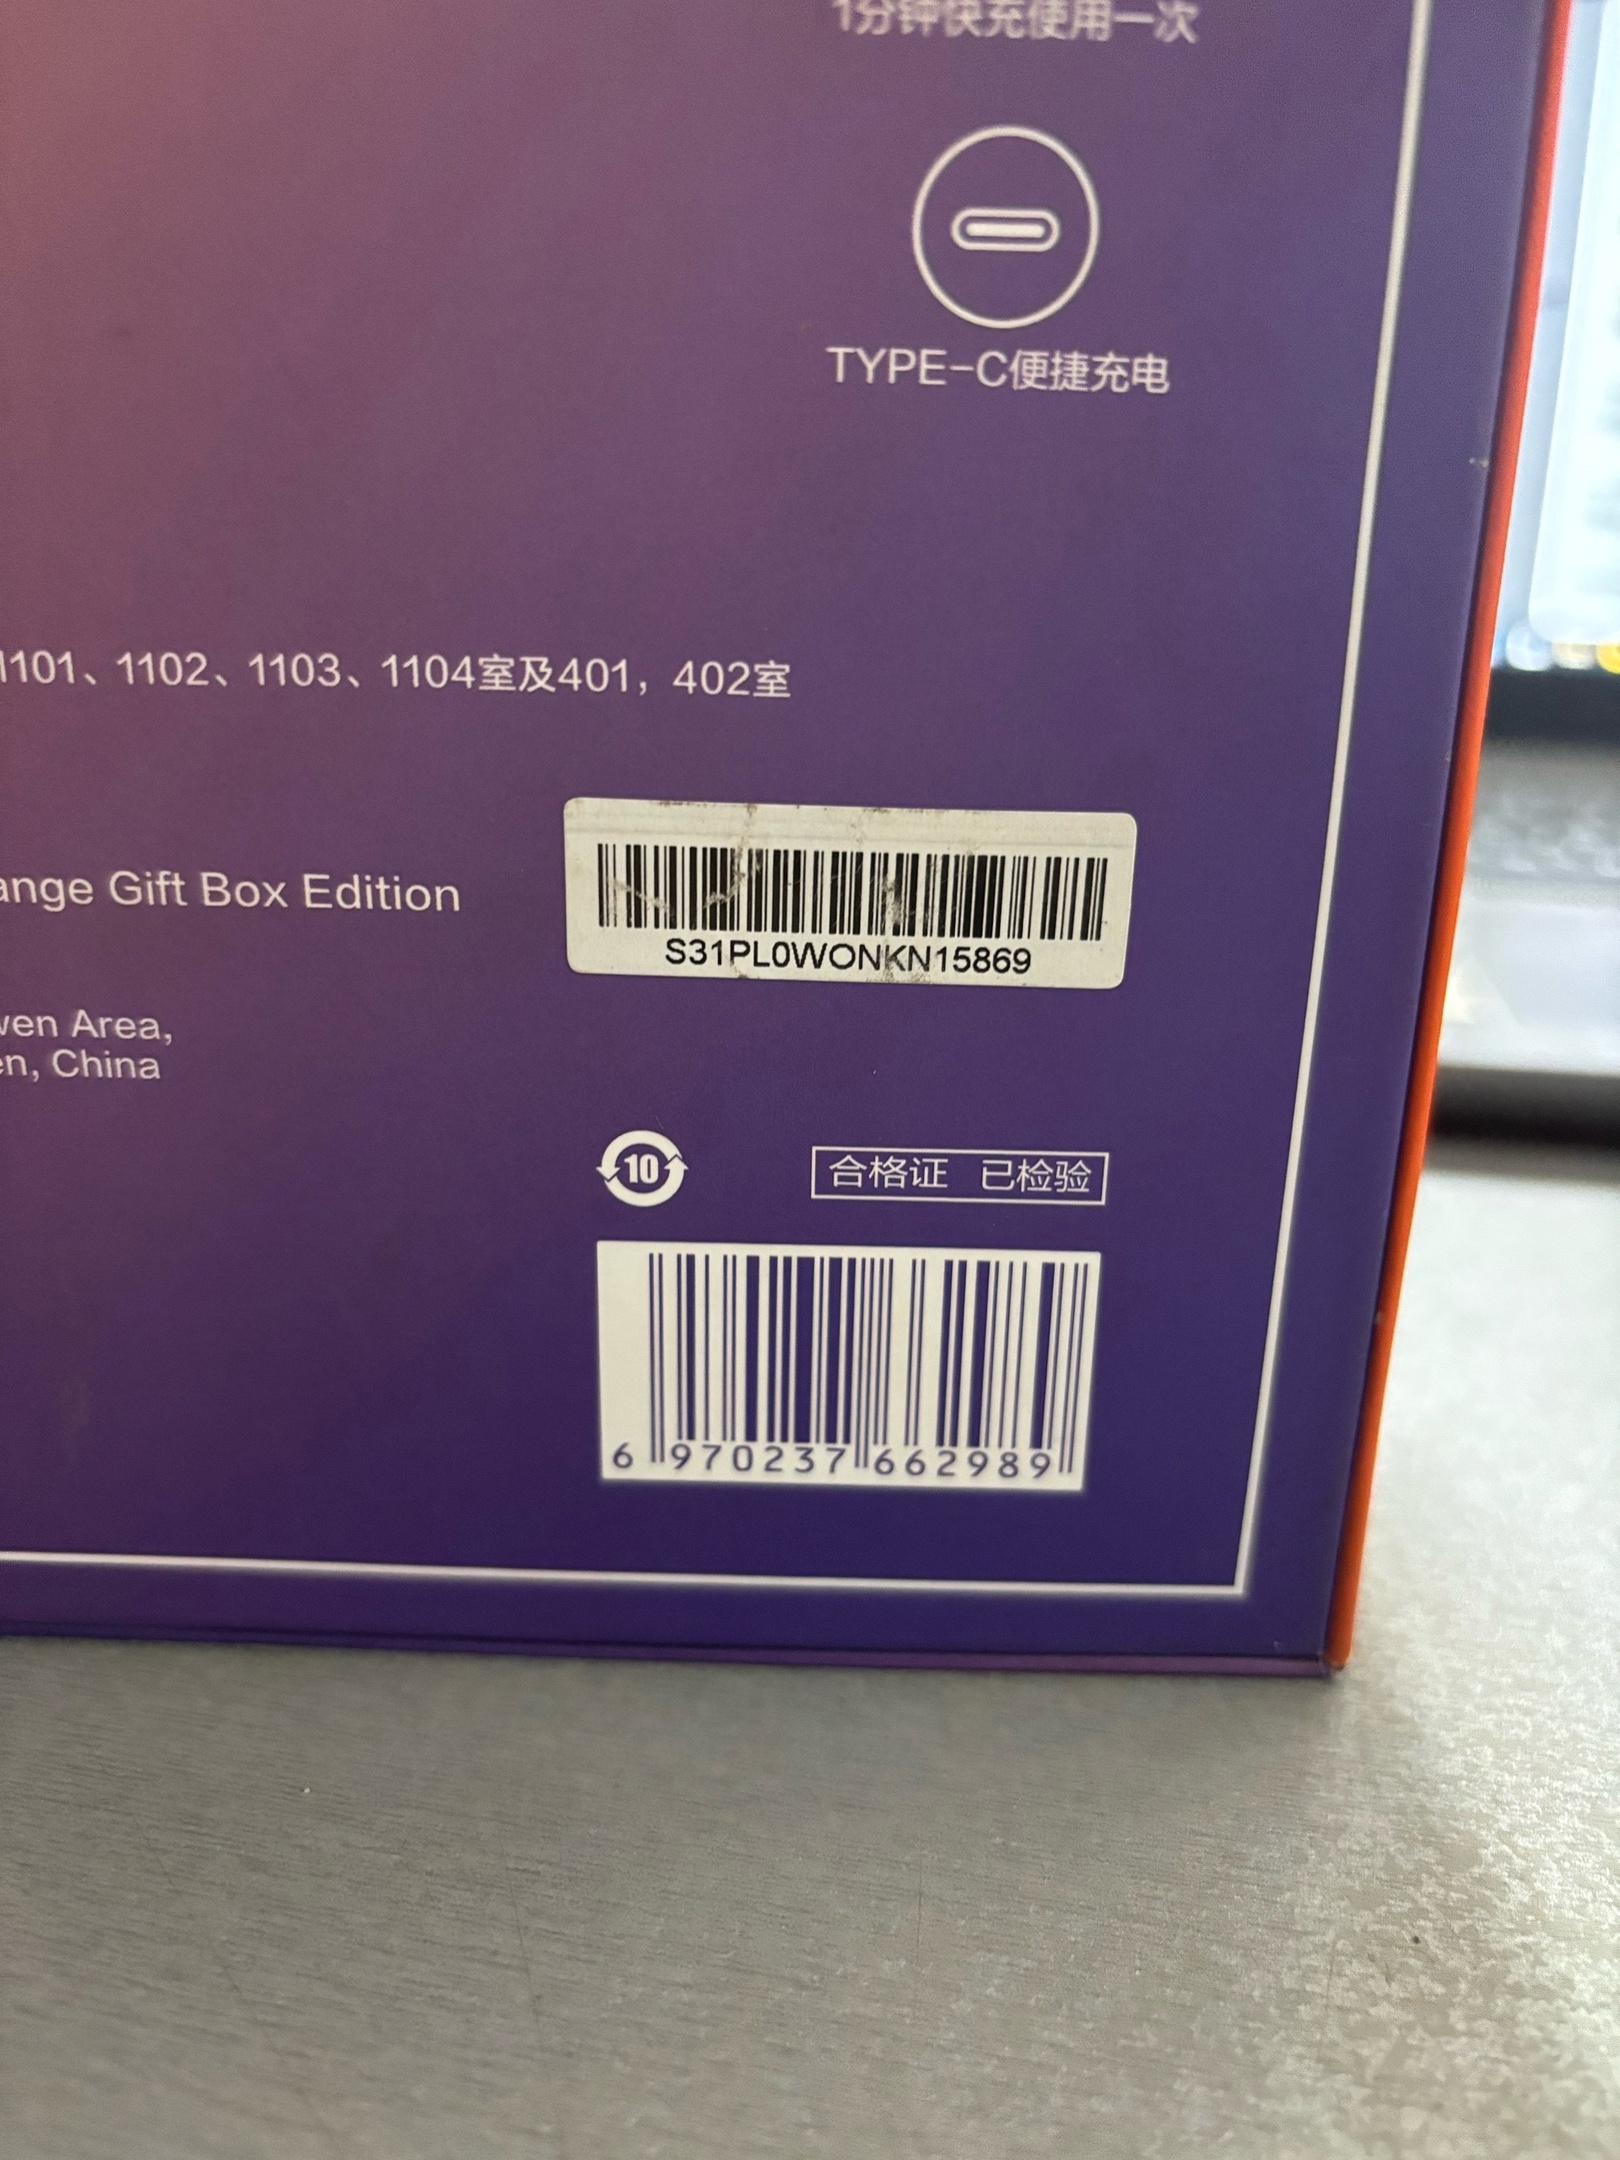 1分钟快充使用一次
TYPE-C便捷充电
1101、1102、1103、1104室及401，402室
ange Gift Box Edition
S31PL0WONKN15869
wen Area,
en, China
10
合格证 已检验
6 970237 662989